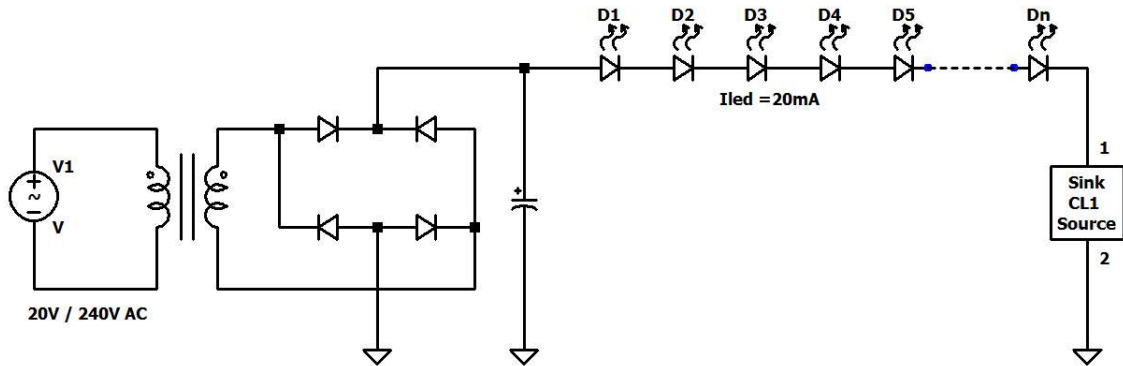 D1
D2
D3
D4
D5
Dn
Iled =20mA
V1
+
~
−
V
+
1
Sink
CL1
Source
2
20V / 240V AC